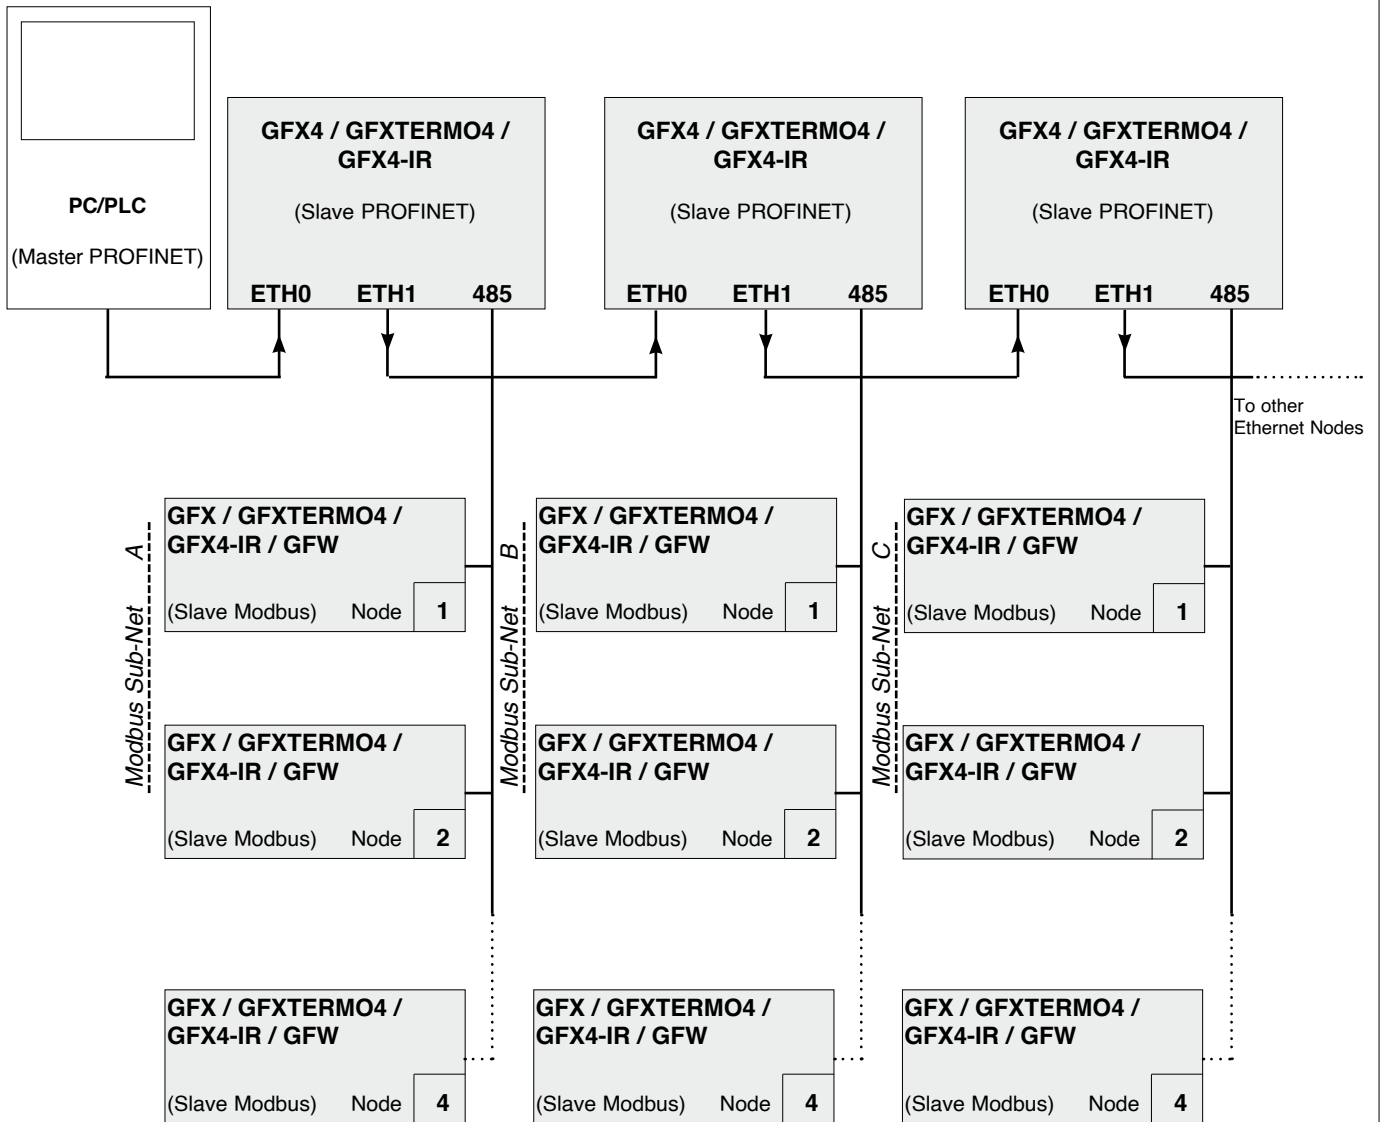 PC/PLC
(Master PROFINET)
GFX4 / GFXTERMO4 /
GFX4-IR
(Slave PROFINET)
ETH0 ETH1 485
GFX4 / GFXTERMO4 /
GFX4-IR
(Slave PROFINET)
ETH0 ETH1 485
GFX4 / GFXTERMO4 /
GFX4-IR
(Slave PROFINET)
ETH0 ETH1 485
To other
Ethernet Nodes
Modbus Sub-Net A
GFX / GFXTERMO4 /
GFX4-IR / GFW
(Slave Modbus) Node 1
Modbus Sub-Net B
GFX / GFXTERMO4 /
GFX4-IR / GFW
(Slave Modbus) Node 1
Modbus Sub-Net C
GFX / GFXTERMO4 /
GFX4-IR / GFW
(Slave Modbus) Node 1
GFX / GFXTERMO4 /
GFX4-IR / GFW
(Slave Modbus) Node 2
GFX / GFXTERMO4 /
GFX4-IR / GFW
(Slave Modbus) Node 2
GFX / GFXTERMO4 /
GFX4-IR / GFW
(Slave Modbus) Node 2
GFX / GFXTERMO4 /
GFX4-IR / GFW
(Slave Modbus) Node 4
GFX / GFXTERMO4 /
GFX4-IR / GFW
(Slave Modbus) Node 4
GFX / GFXTERMO4 /
GFX4-IR / GFW
(Slave Modbus) Node 4